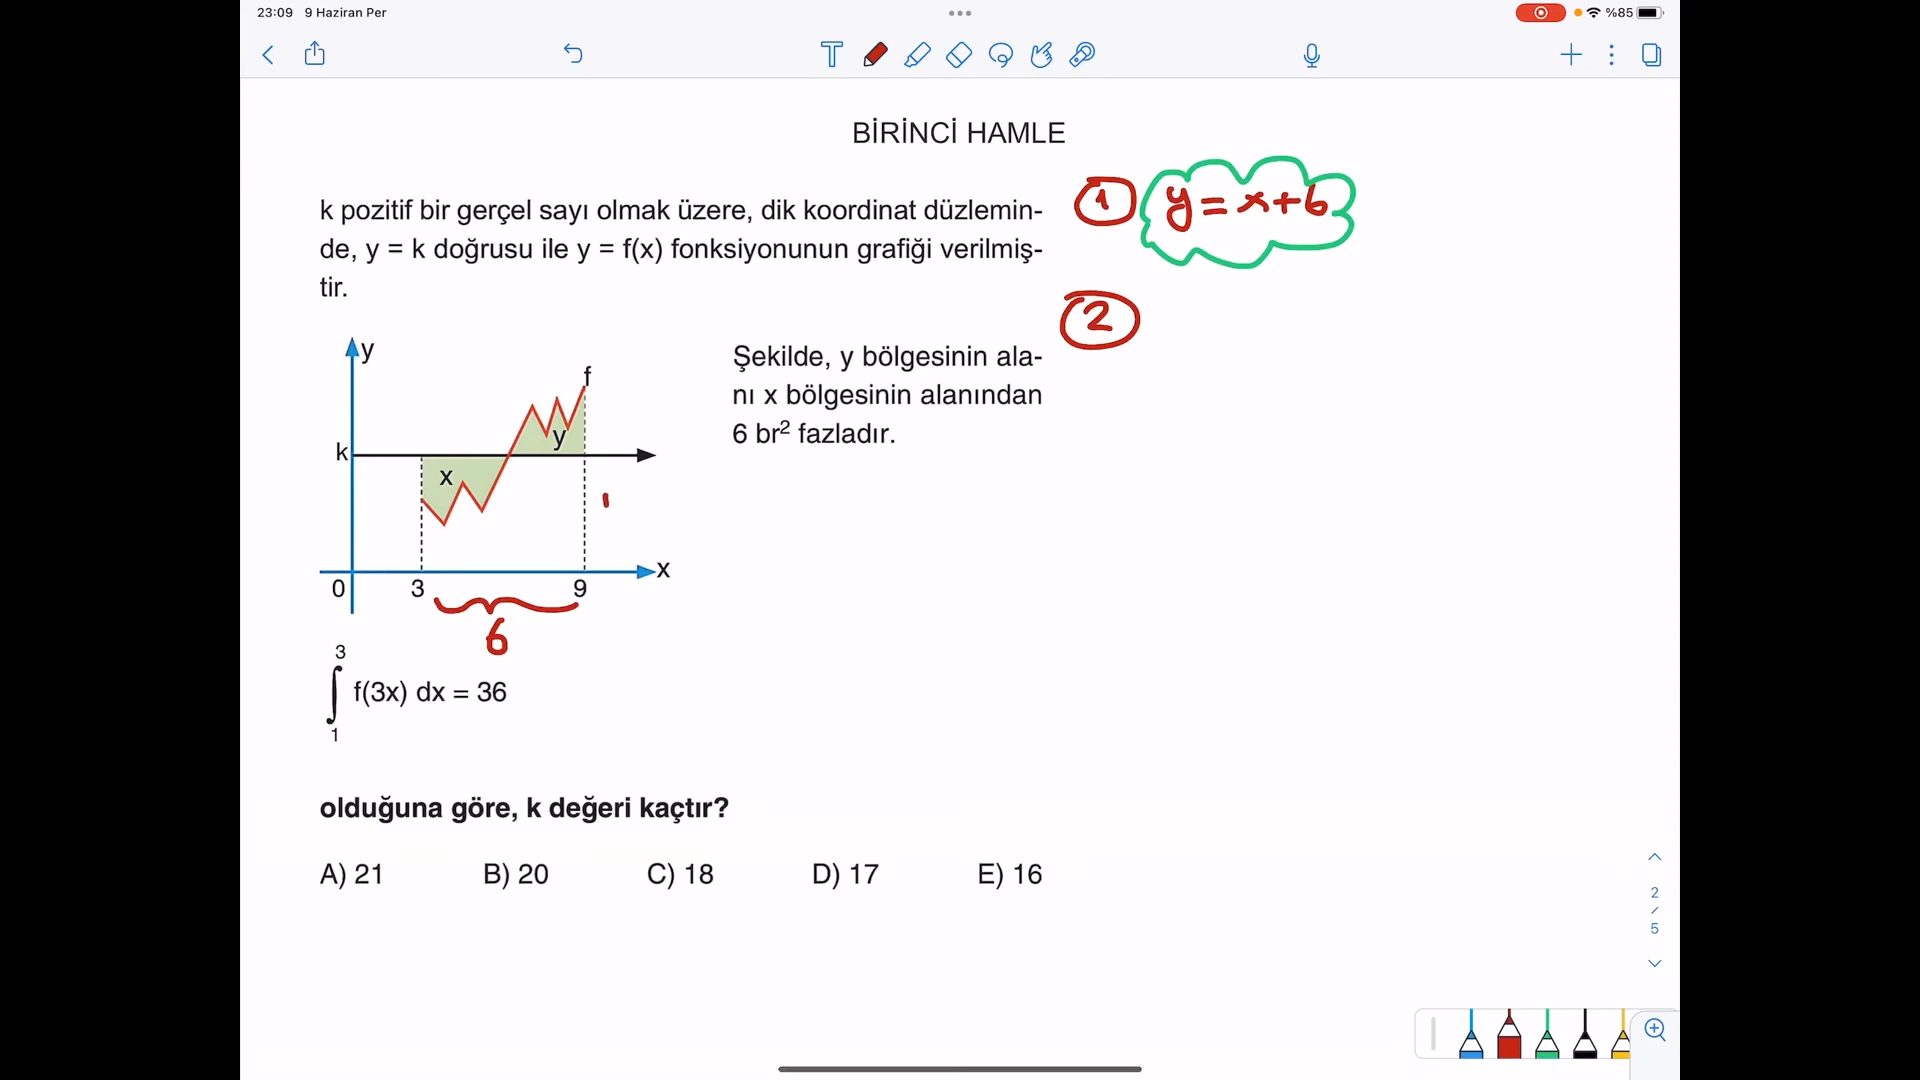 23:09 9 Haziran Per
%85
BİRİNCİ HAMLE
k pozitif bir gerçel sayı olmak üzere, dik koordinat düzlemin-
de, y = k doğrusu ile y = f(x) fonksiyonunun grafiği verilmiş-
tir.
1 y = x+6
2
y
f
k
y
x
x
0 3 9
6
Şekilde, y bölgesinin ala-
nı x bölgesinin alanından
6 br² fazladır.
3
∫ f(3x) dx = 36
1
olduğuna göre, k değeri kaçtır?
A) 21 B) 20 C) 18 D) 17 E) 16
2
/
5